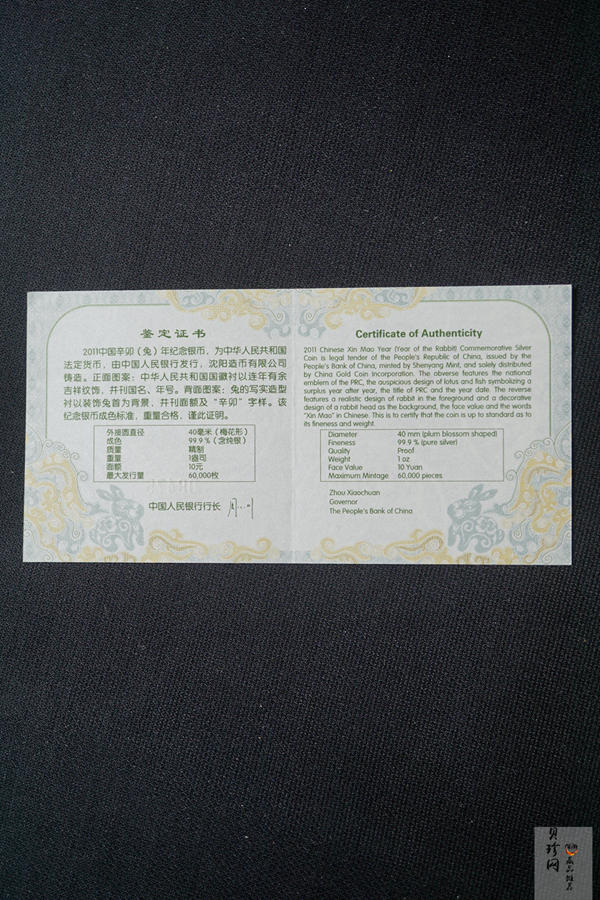 鉴定证书
2011中国辛卯（兔）年纪念银币，为中华人民共和国
法定货币，由中国人民银行发行，沈阳造币有限公司
铸造。正面图案：中华人民共和国国徽衬以连年有余
吉祥纹饰，并刊国名、年号。背面图案：兔的写实造型
衬以装饰兔首为背景，并刊面额及“辛卯”字样。该
纪念银币成色标准，重量合格，谨此证明。
外接圆直径 40毫米（梅花形）
成色 99.9％（含纯银）
质量 精制
重量 1盎司
面额 10元
最大发行量 60,000枚
中国人民银行行长
Certificate of Authenticity
2011 Chinese Xin Mao Year (Year of the Rabbit) Commemorative Silver
Coin is legal tender of the People's Republic of China, issued by the
People's Bank of China, minted by Shenyang Mint, and solely distributed
by China Gold Coin Incorporation. The obverse features the national
emblem of the PRC, the auspicious design of lotus and fish symbolizing a
surplus year after year, the title of PRC and the year date. The reverse
features a realistic design of rabbit in the foreground and a decorative
design of a rabbit head as the background, the face value and the words
"Xin Mao" in Chinese. This is to certify that the coin is up to standard as to
its fineness and weight.
Diameter 40 mm (plum blossom shaped)
Fineness 99.9 % (pure silver)
Quality Proof
Weight 1 oz
Face Value 10 Yuan
Maximum Mintage 60,000 pieces
Zhou Xiaochuan
Governor
The People's Bank of China
贝珍网